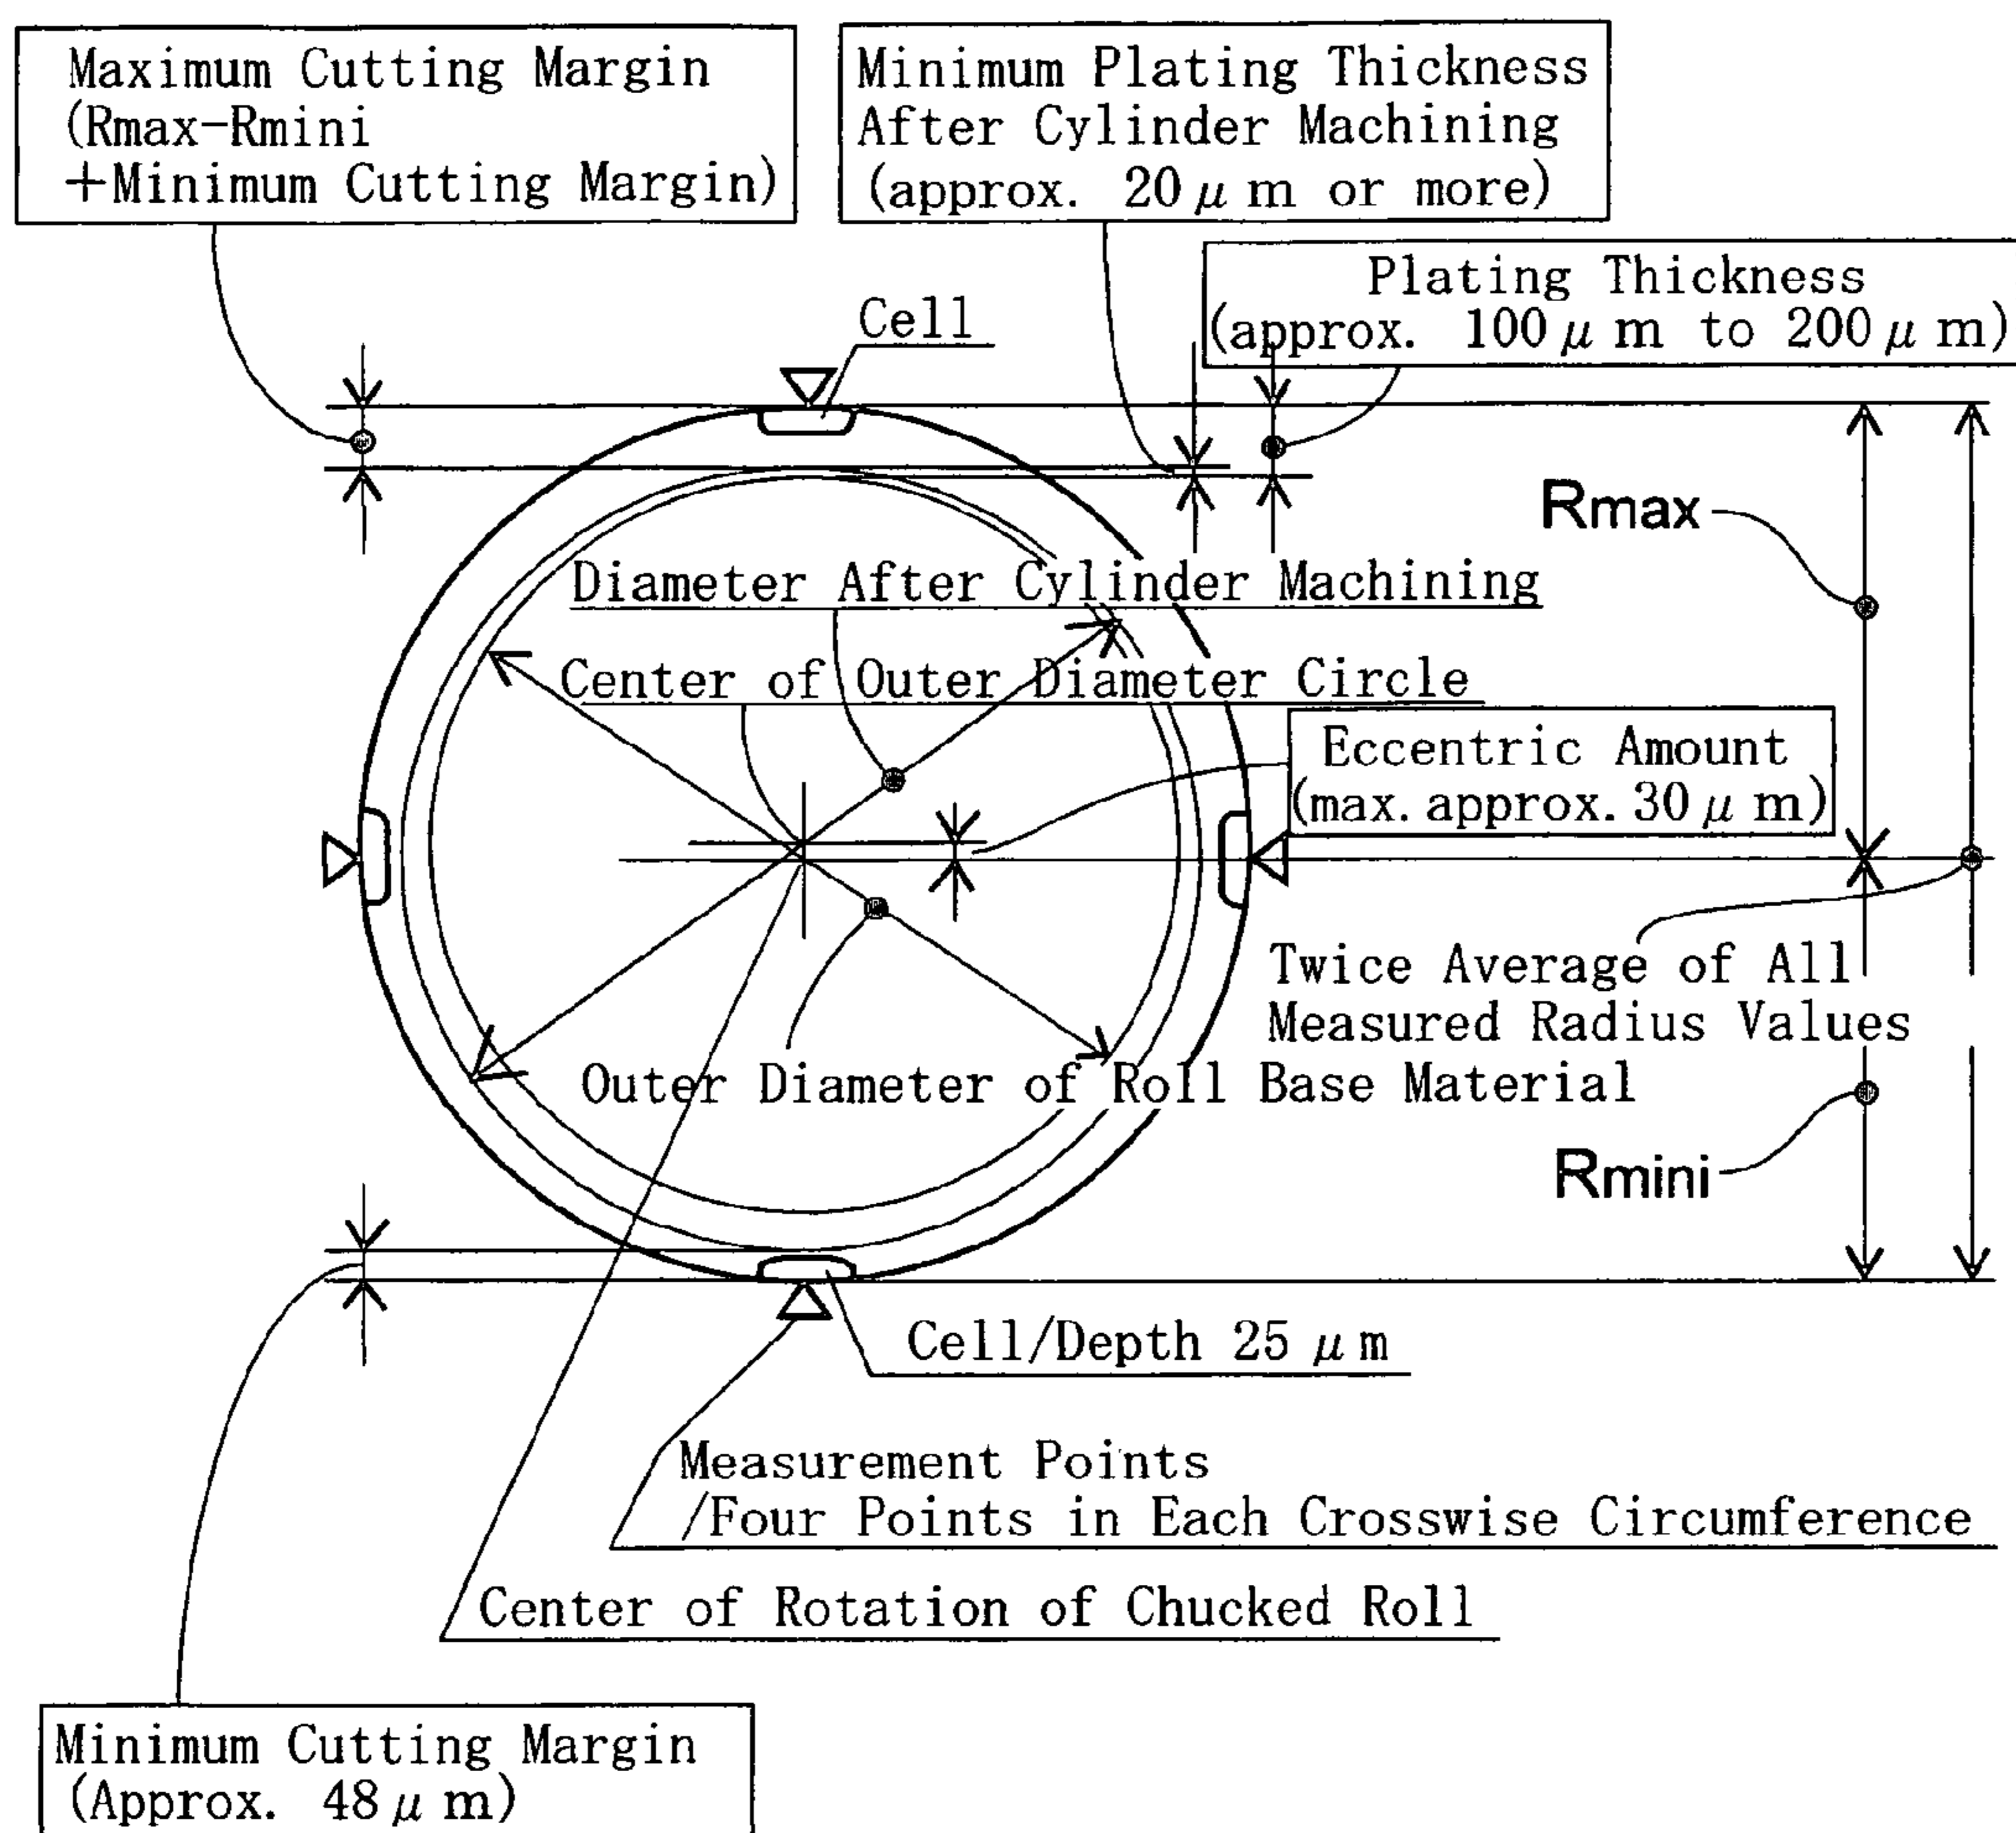 Maximum Cutting Margin
(Rmax-Rmini
+Minimum Cutting Margin)
Minimum Plating Thickness
After Cylinder Machining
(approx. 20μm or more)
Plating Thickness
(approx. 100μm to 200μm)
Cell
Rmax
Diameter After Cylinder Machining
Center of Outer Diameter Circle
Eccentric Amount
(max. approx. 30μm)
Twice Average of All
Measured Radius Values
Outer Diameter of Roll Base Material
Rmini
Cell/Depth 25 μm
Measurement Points
/Four Points in Each Crosswise Circumference
Center of Rotation of Chucked Roll
Minimum Cutting Margin
(Approx. 48μm)